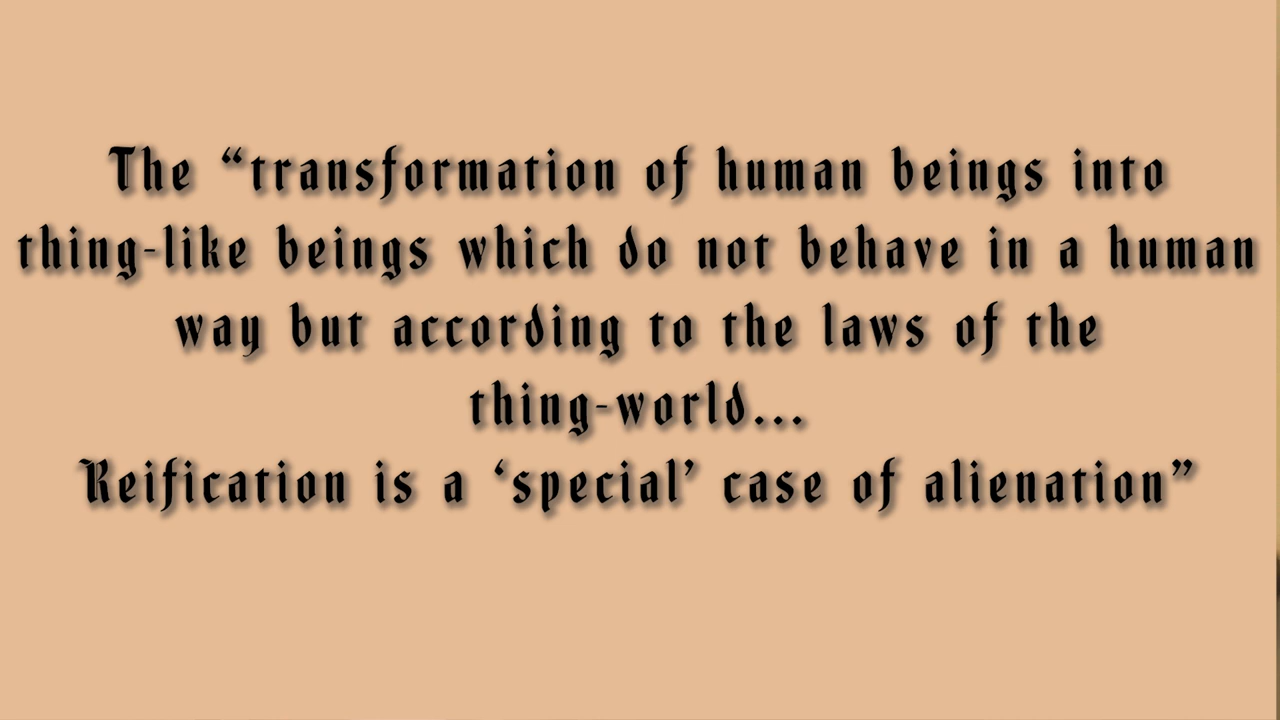 The “transformation of human beings into
thing-like beings which do not behave in a human
way but according to the laws of the
thing-world...
Reification is a ‘special’ case of alienation”